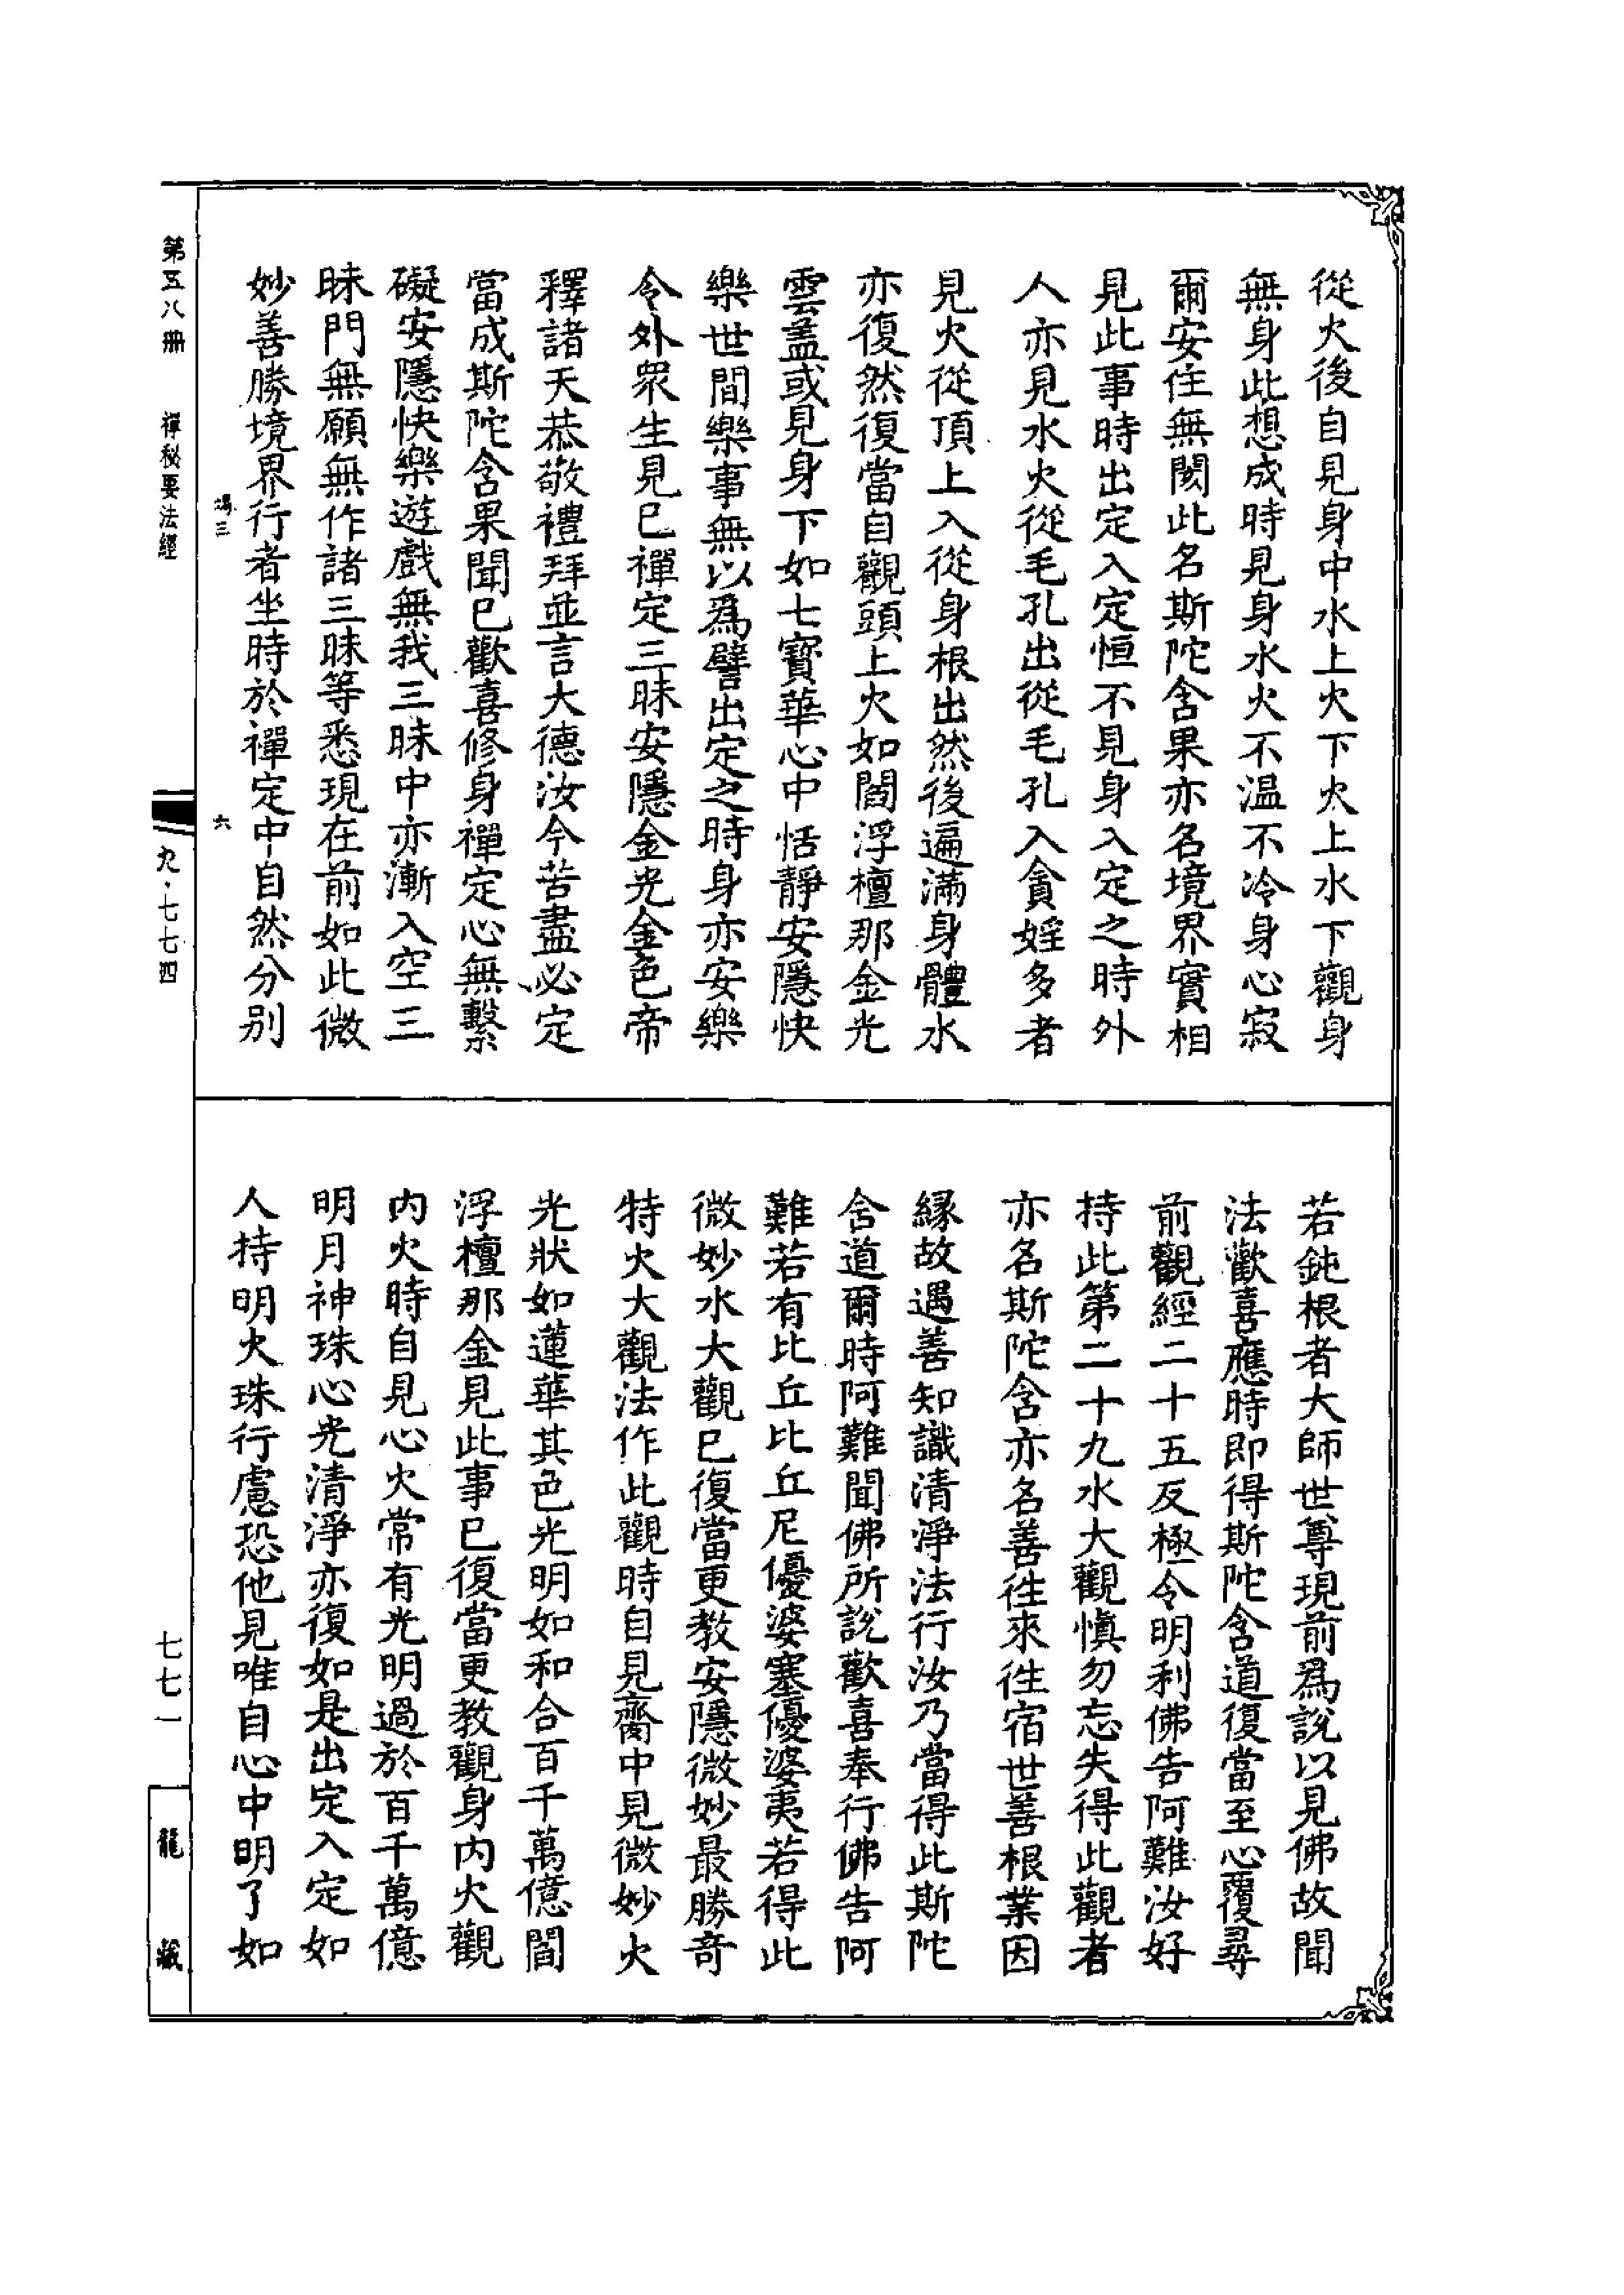 從火後自見身中水上火下火上水下觀身
無身此想成時見身水火不温不冷身心寂
爾安住無閡此名斯陀含果亦名境界實相
見此事時出定入定恒不見身入定之時外
人亦見水火從毛孔出從毛孔入貪婬多者
見火從頂上入從身根出然後遍滿身體水
亦復然復當自觀頭上火如閻浮檀那金光
雲蓋或見身下如七寳華心中恬靜安隱快
樂世間樂事無以爲譬出定之時身亦安樂
令外衆生見巳禪定三昧安隱金光金色帝
釋諸天恭敬禮拜並言大德汝今苦盡必定
當成斯陀含果聞巳歡喜修身禪定心無繫
礙安隱快樂遊戲無我三昧中亦漸入空三
昧門無願無作諸三昧等悉現在前如此微
妙善勝境界行者坐時於禪定中自然分别
若鈍根者大師世尊現前爲說以見佛故聞
法歡喜應時即得斯陀含道復當至心覆尋
前觀經二十五反極令明利佛告阿難汝好
持此第二十九水大觀慎勿忘失得此觀者
亦名斯陀含亦名善徃來徃宿世善根業因
縁故遇善知識清淨法行汝乃當得此斯陀
含道爾時阿難聞佛所說歡喜奉行佛告阿
難若有比丘比丘尼優婆塞優婆夷若得此
微妙水大觀巳復當更教安隱微妙最勝奇
特火大觀法作此觀時自見齋中見微妙火
光狀如蓮華其色光明如和合百千萬億閻
浮檀那金見此事巳復當更教觀身内火觀
内火時自見心火常有光明過於百千萬億
明月神珠心光清淨亦復如是出定入定如
人持明火珠行慮恐他見唯自心中明了如
三
六
第五八册 禪秘要法經
九·七七四
七七一
龍藏